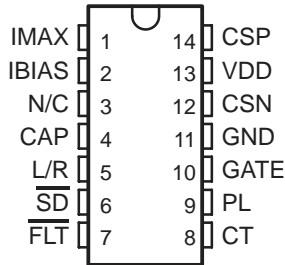 IMAX 1 14 CSP
IBIAS 2 13 VDD
N/C 3 12 CSN
CAP 4 11 GND
L/R 5 10 GATE
SD 6 9 PL
FLT 7 8 CT